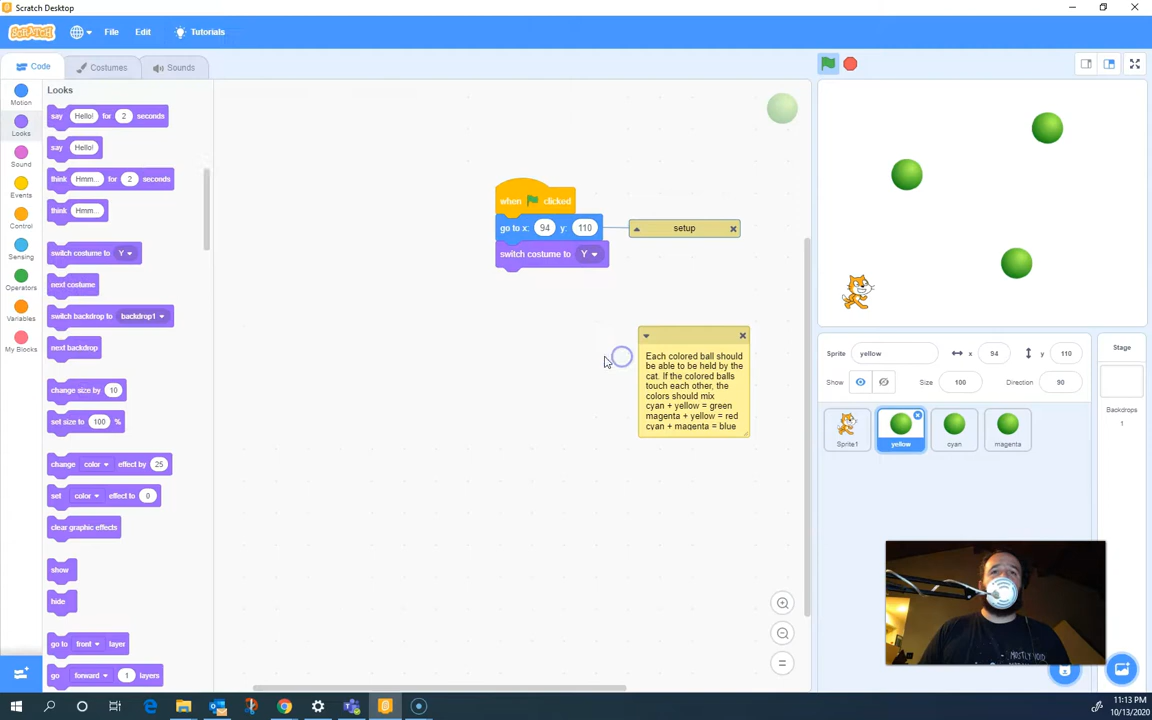 Scratch Desktop
SCRATCH File Edit Tutorials
Code Costumes Sounds
Motion
Looks
Sound
Events
Control
Sensing
Operators
Variables
My Blocks
Looks
say Hello! for 2 seconds
say Hello!
think Hmm... for 2 seconds
think Hmm...
switch costume to Y
next costume
switch backdrop to backdrop1
next backdrop
change size by 10
set size to 100 %
change color effect by 25
set color effect to 0
clear graphic effects
show
hide
go to front layer
go forward 1 layers
when clicked
go to x: 94 y: 110
switch costume to Y
setup
Each colored ball should
be able to be held by the
cat. If the colored balls
touch each other, the
colors should mix
cyan + yellow = green
magenta + yellow = red
cyan + magenta = blue
Sprite yellow x 94 y 110
Show Size 100 Direction 90
Sprite1 yellow cyan magenta
Stage
Backdrops
1
MOSTLY VOID
11:13 PM
10/13/2020